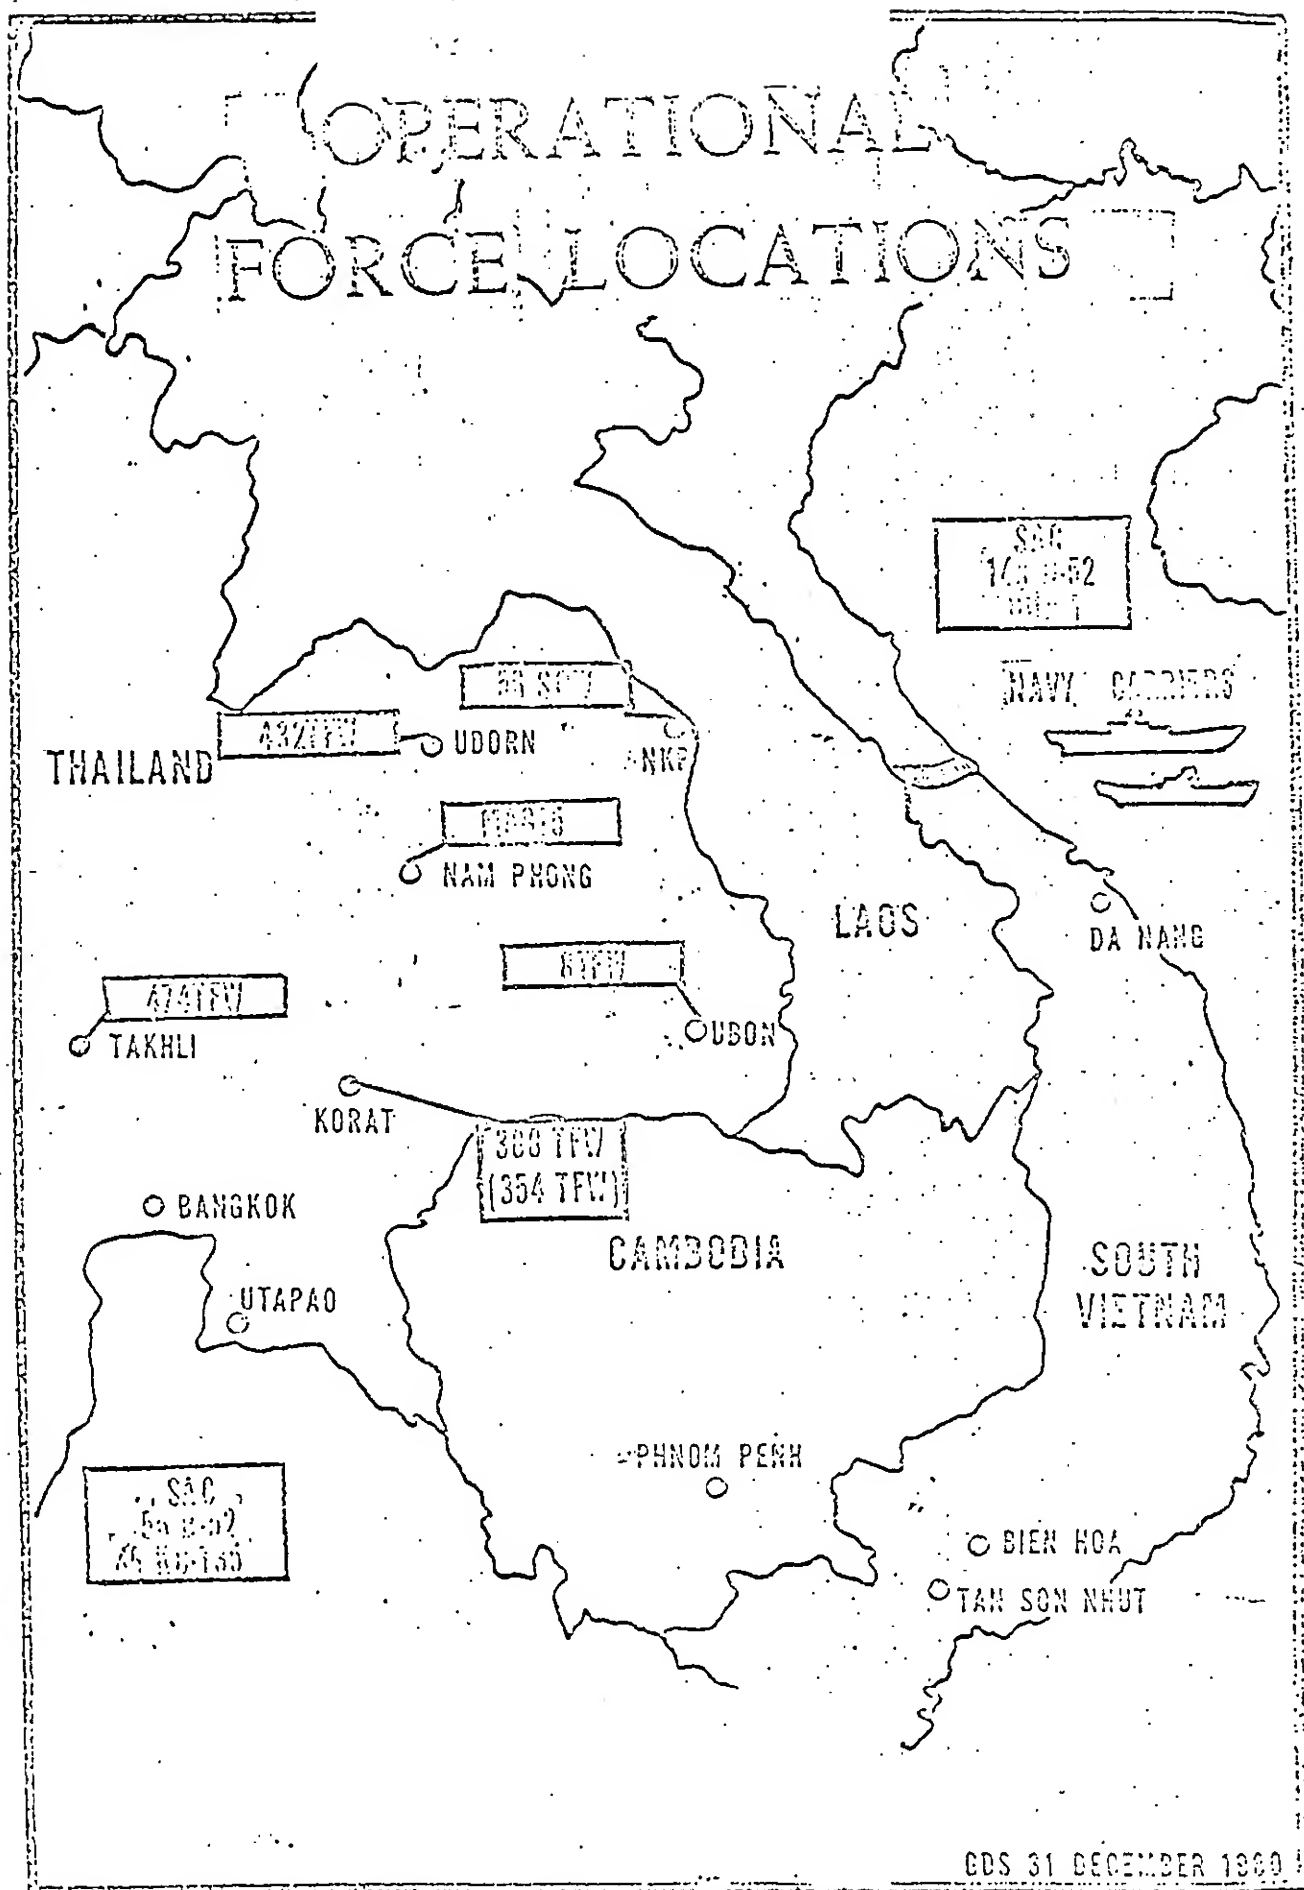 OPERATIONAL
FORCE LOCATIONS
SAC
NAVY CARRIERS
432TFW
UDORN
NKP
THAILAND
NAM PHONG
LAOS
DA NANG
8TFW
474TFW
UBON
TAKHLI
KORAT
388 TFW
(354 TFW)
BANGKOK
CAMBODIA
SOUTH
VIETNAM
UTAPAO
PHNOM PENH
SAC
BIEN HOA
TAN SON NHUT
GDS 31 DECEMBER